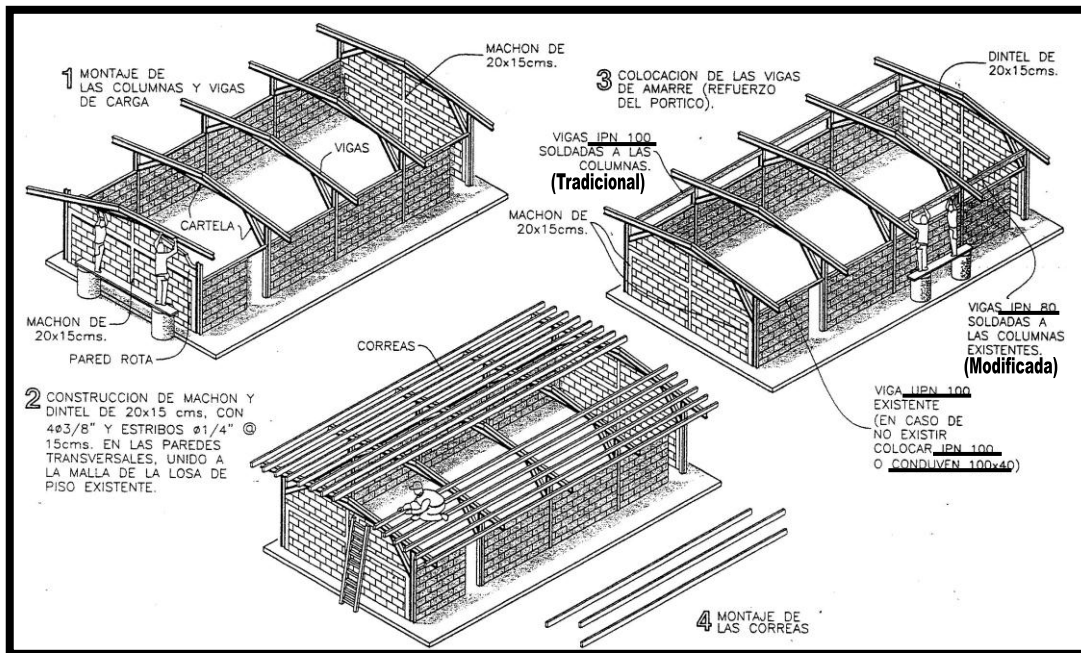 1 MONTAJE DE
LAS COLUMNAS Y VIGAS
DE CARGA
MACHON DE
20x15cms.
VIGAS
CARTELA
MACHON DE
20x15cms.
PARED ROTA
2 CONSTRUCCION DE MACHON Y
DINTEL DE 20x15 cms, CON
4ø3/8" Y ESTRIBOS ø1/4" @
15cms. EN LAS PAREDES
TRANSVERSALES, UNIDO A
LA MALLA DE LA LOSA DE
PISO EXISTENTE.
3 COLOCACION DE LAS VIGAS
DE AMARRE (REFUERZO
DEL PORTICO).
DINTEL DE
20x15cms.
VIGAS IPN 100
SOLDADAS A LAS
COLUMNAS.
(Tradicional)
MACHON DE
20x15cms.
VIGAS IPN 80
SOLDADAS A
LAS COLUMNAS
EXISTENTES.
(Modificada)
VIGA UPN 100
EXISTENTE
(EN CASO DE
NO EXISTIR
COLOCAR IPN 100
O CONDUVEN 100x40)
CORREAS
4 MONTAJE DE
LAS CORREAS